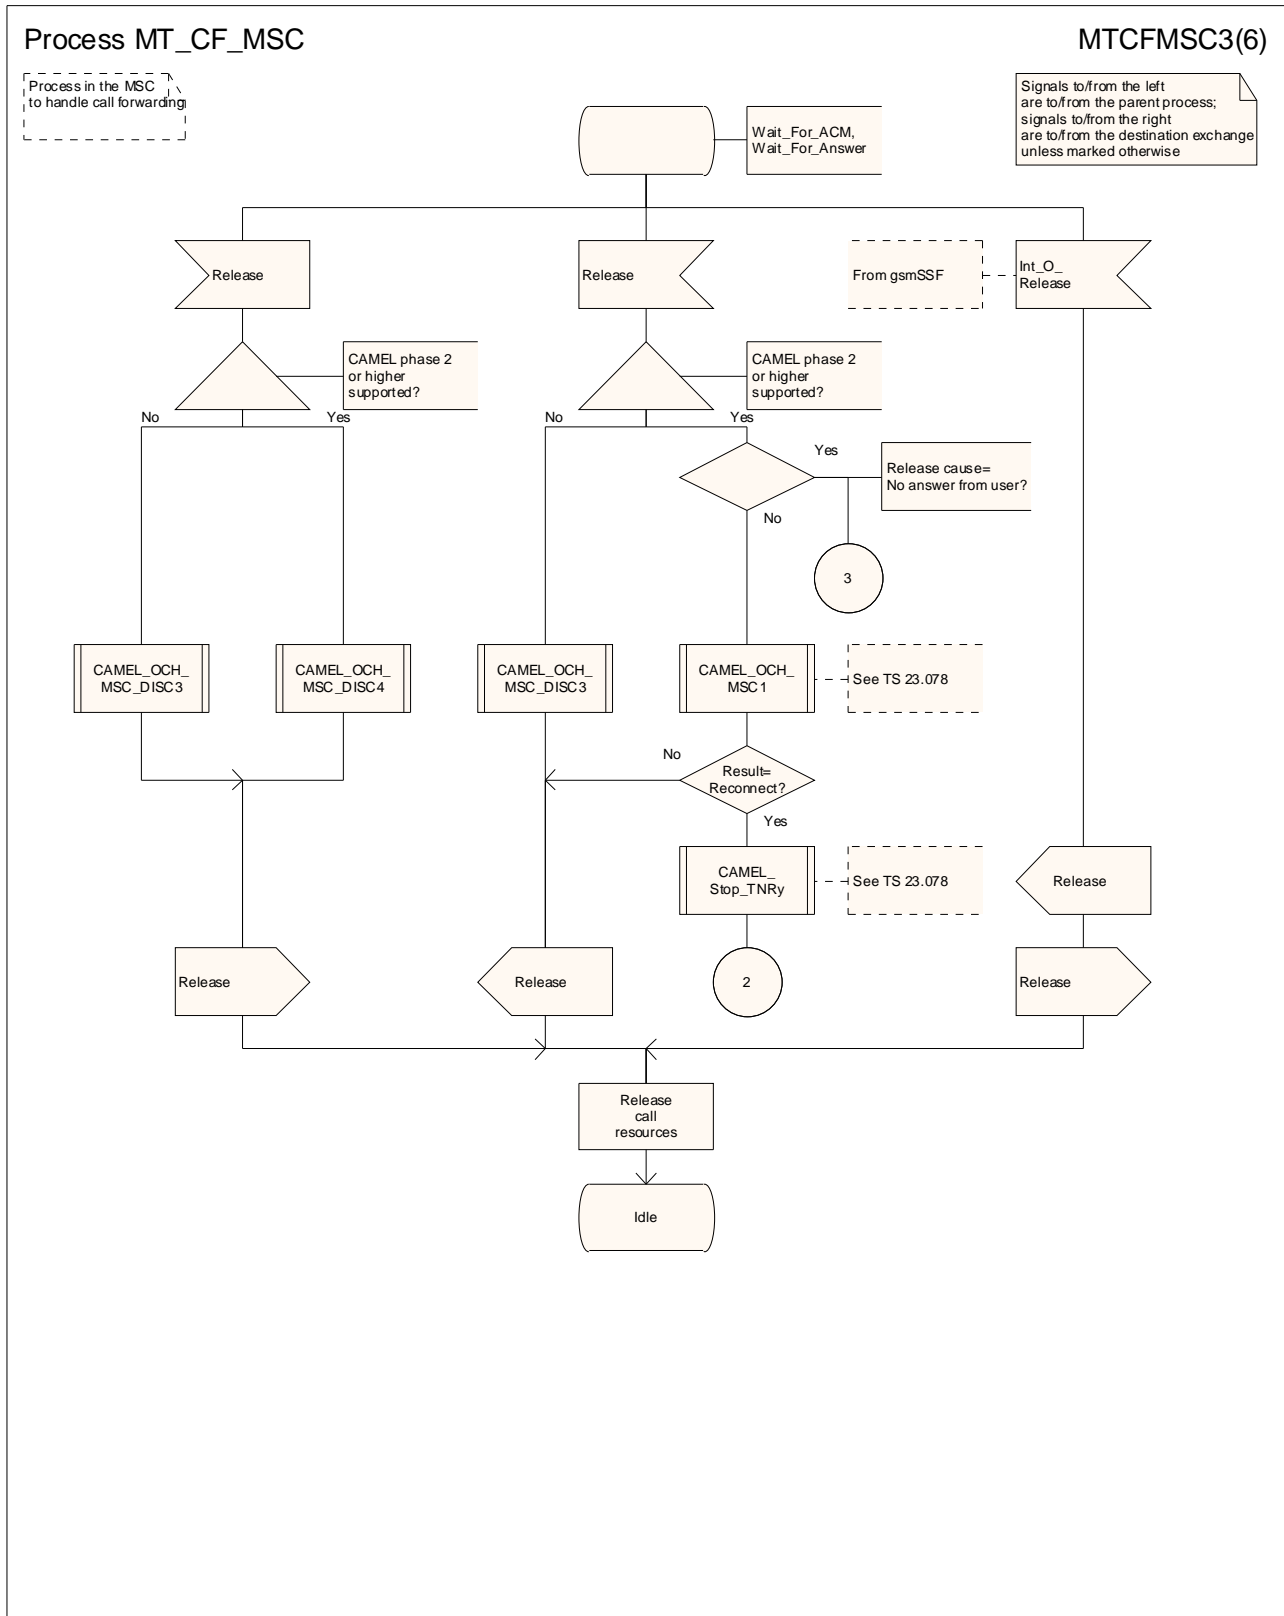 Process MT_CF_MSC
MTCFMSC3(6)
Process in the MSC
to handle call forwarding
Signals to/from the left
are to/from the parent process;
signals to/from the right
are to/from the destination exchange
unless marked otherwise
Wait_For_ACM,
Wait_For_Answer
Release
Release
From gsmSSF
Int_O_
Release
CAMEL phase 2
or higher
supported?
CAMEL phase 2
or higher
supported?
No
Yes
No
Yes
Yes
Release cause=
No answer from user?
No
3
CAMEL_OCH_
MSC_DISC3
CAMEL_OCH_
MSC_DISC4
CAMEL_OCH_
MSC_DISC3
CAMEL_OCH_
MSC1
See TS 23.078
No
Result=
Reconnect?
Yes
CAMEL_
Stop_TNRy
See TS 23.078
Release
Release
Release
2
Release
Release
call
resources
Idle